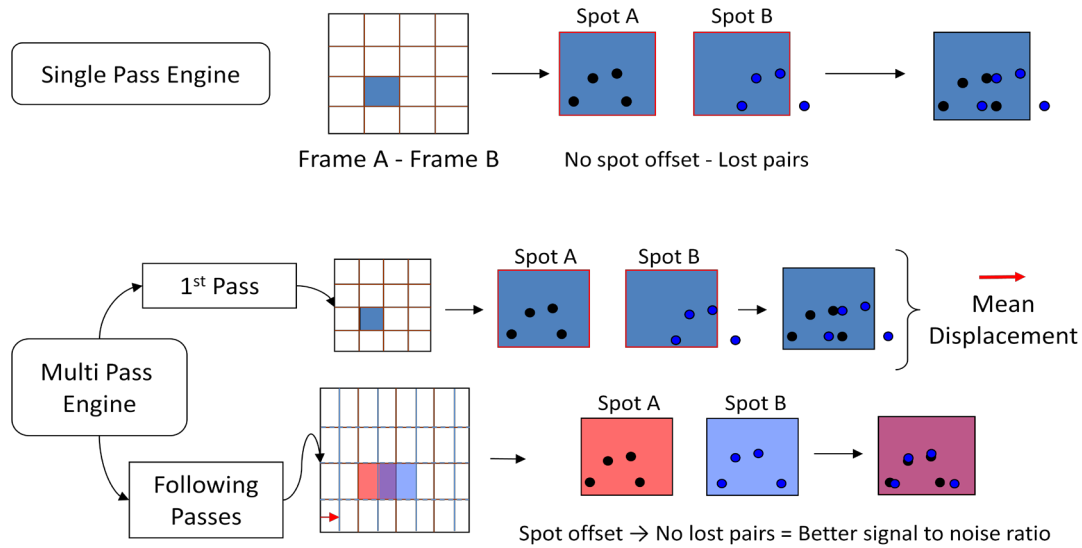 Single Pass Engine
Spot A
Spot B
Frame A - Frame B
No spot offset - Lost pairs
Multi Pass
Engine
1st Pass
Spot A
Spot B
Mean
Displacement
Following
Passes
Spot A
Spot B
Spot offset → No lost pairs = Better signal to noise ratio